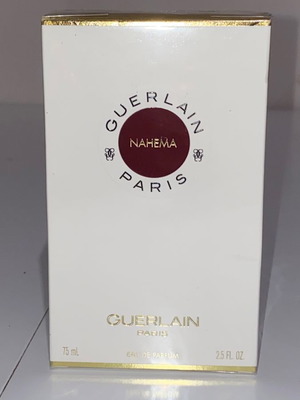 GUERLAIN
NAHEMA
PARIS
GUERLAIN
PARIS
75 mL EAU DE PARFUM 2.5 FL. OZ.